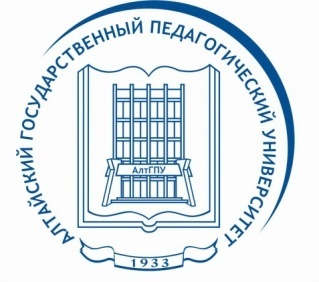 АЛТАЙСКИЙ ГОСУДАРСТВЕННЫЙ ПЕДАГОГИЧЕСКИЙ УНИВЕРСИТЕТ
АлтГПУ
1933